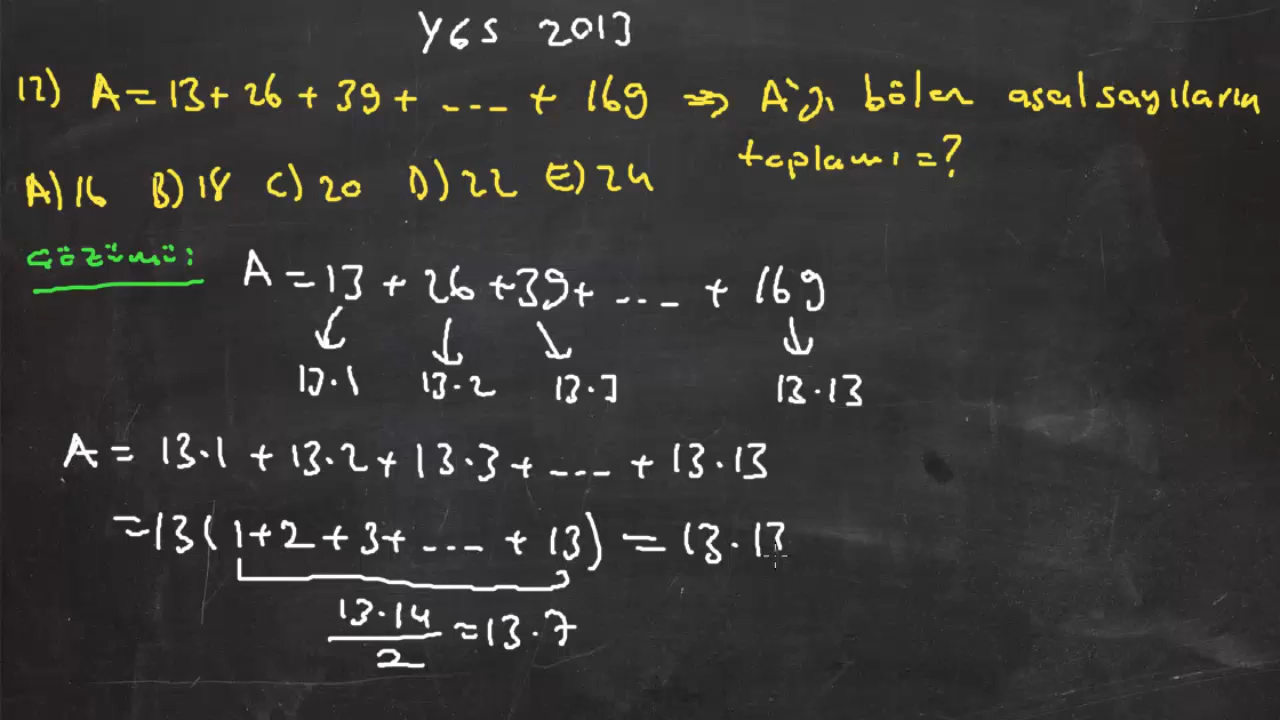 YGS 2013
12) A = 13 + 26 + 39 + --- + 169 => A'yı bölen asal sayıların
toplamı = ?
A) 16 B) 18 C) 20 D) 22 E) 24
Çözümü:
A = 13 + 26 + 39 + --- + 169
13.1 13.2 13.3 13.13
A = 13.1 + 13.2 + 13.3 + --- + 13.13
= 13(1 + 2 + 3 + --- + 13) = 13.13
13.14/2 = 13.7